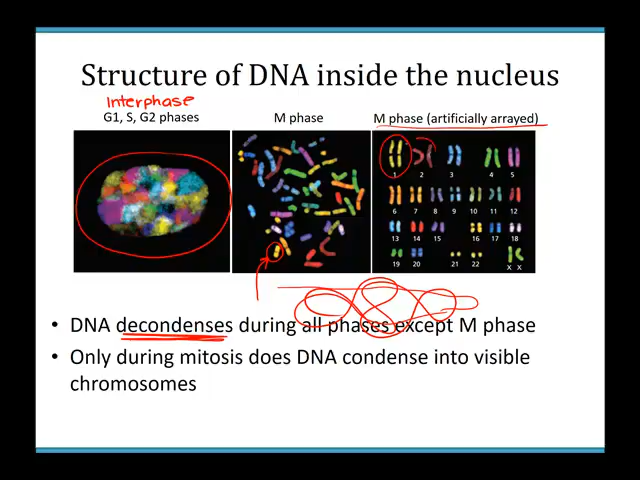 Structure of DNA inside the nucleus
Interphase
G1, S, G2 phases
M phase
M phase (artificially arrayed)
1 2 3 4 5
6 7 8 9 10 11 12
13 14 15 16 17 18
19 20 21 22 X X
• DNA decondenses during all phases except M phase
• Only during mitosis does DNA condense into visible
chromosomes